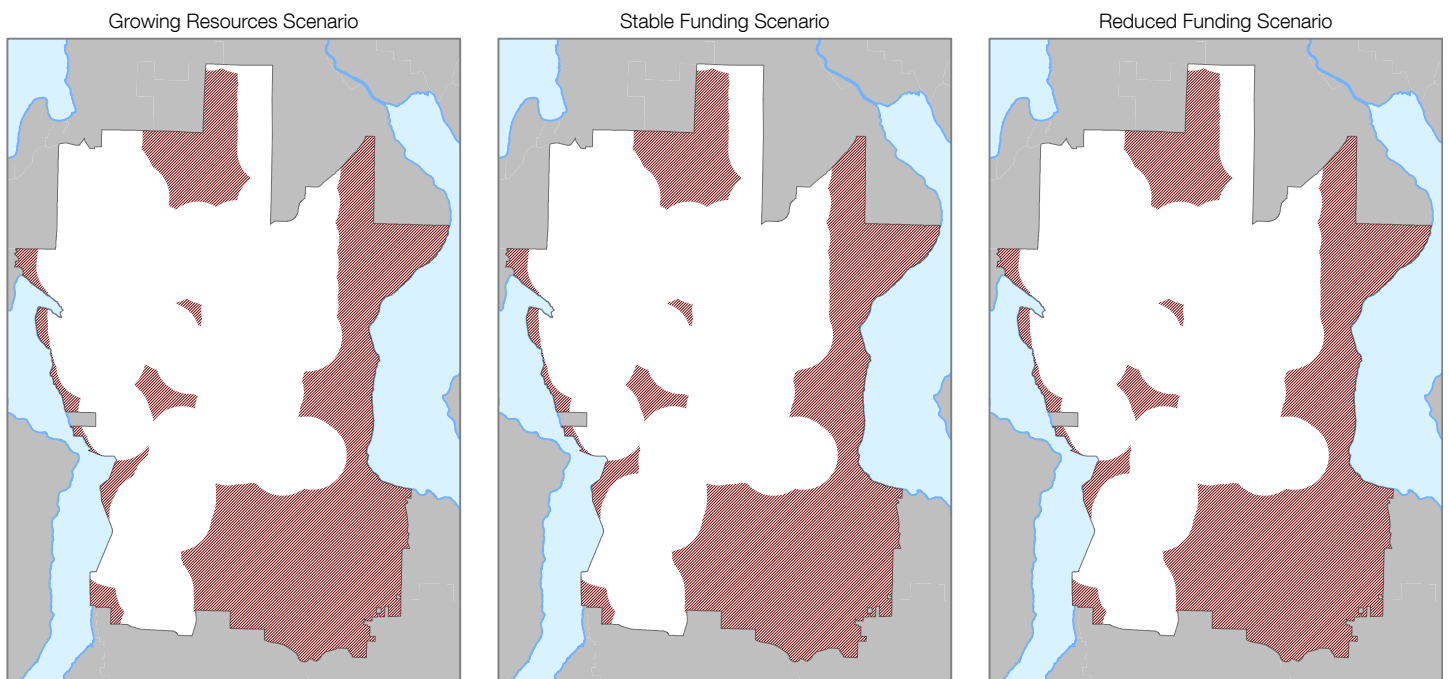 Growing Resources Scenario
Stable Funding Scenario
Reduced Funding Scenario